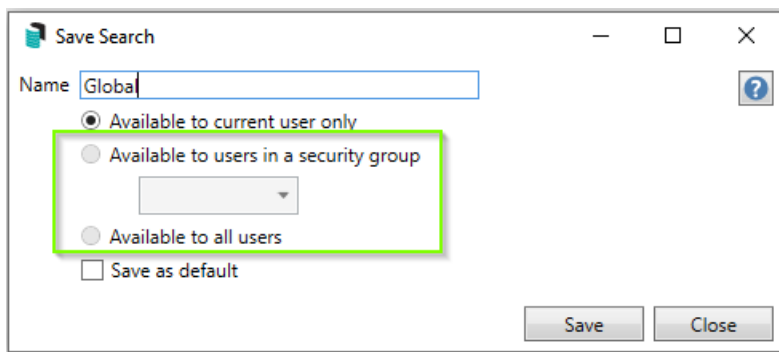 Save Search
Name Global
Available to current user only
Available to users in a security group
Available to all users
Save as default
Save Close